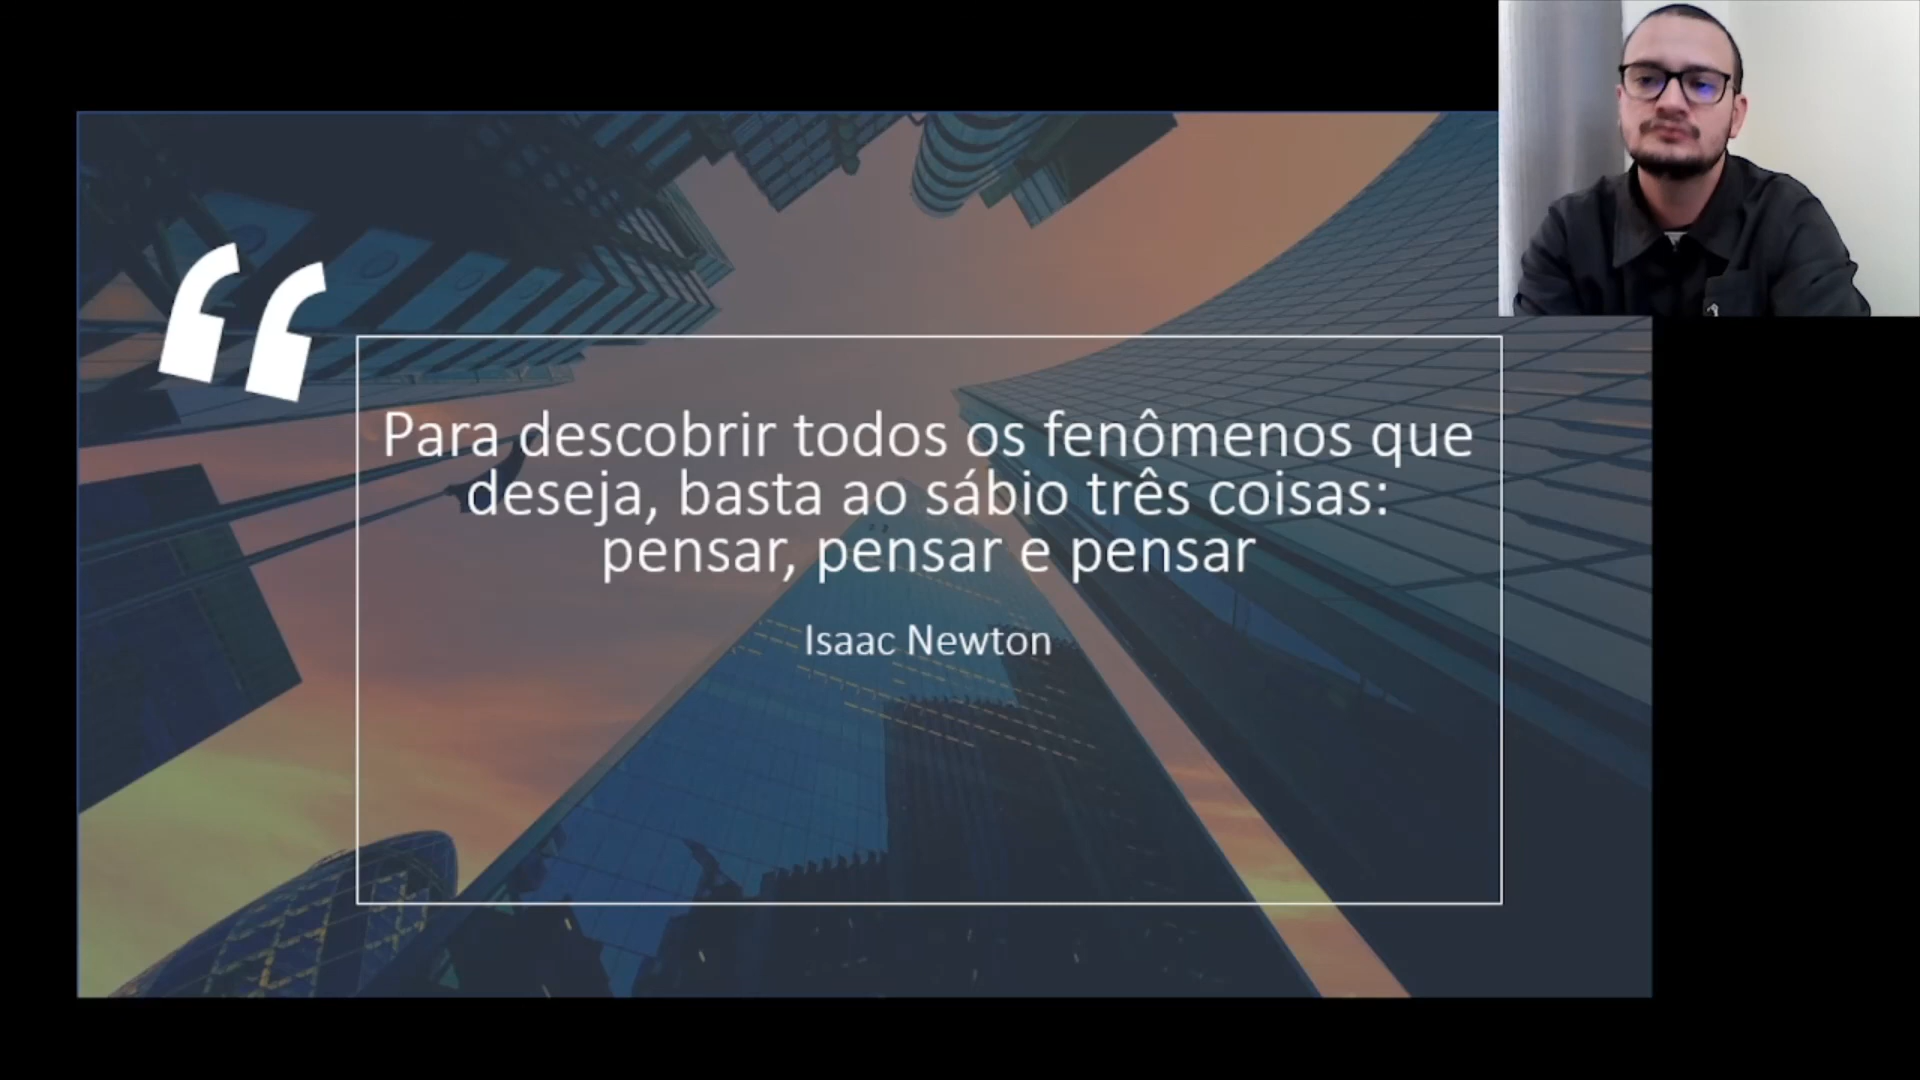 “
Para descobrir todos os fenômenos que
deseja, basta ao sábio três coisas:
pensar, pensar e pensar
Isaac Newton